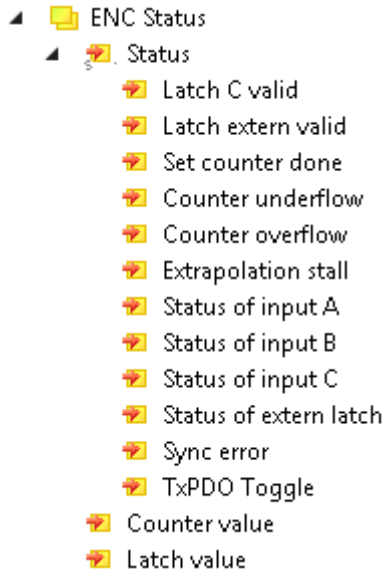 ENC Status
Status
Latch C valid
Latch extern valid
Set counter done
Counter underflow
Counter overflow
Extrapolation stall
Status of input A
Status of input B
Status of input C
Status of extern latch
Sync error
TxPDO Toggle
Counter value
Latch value